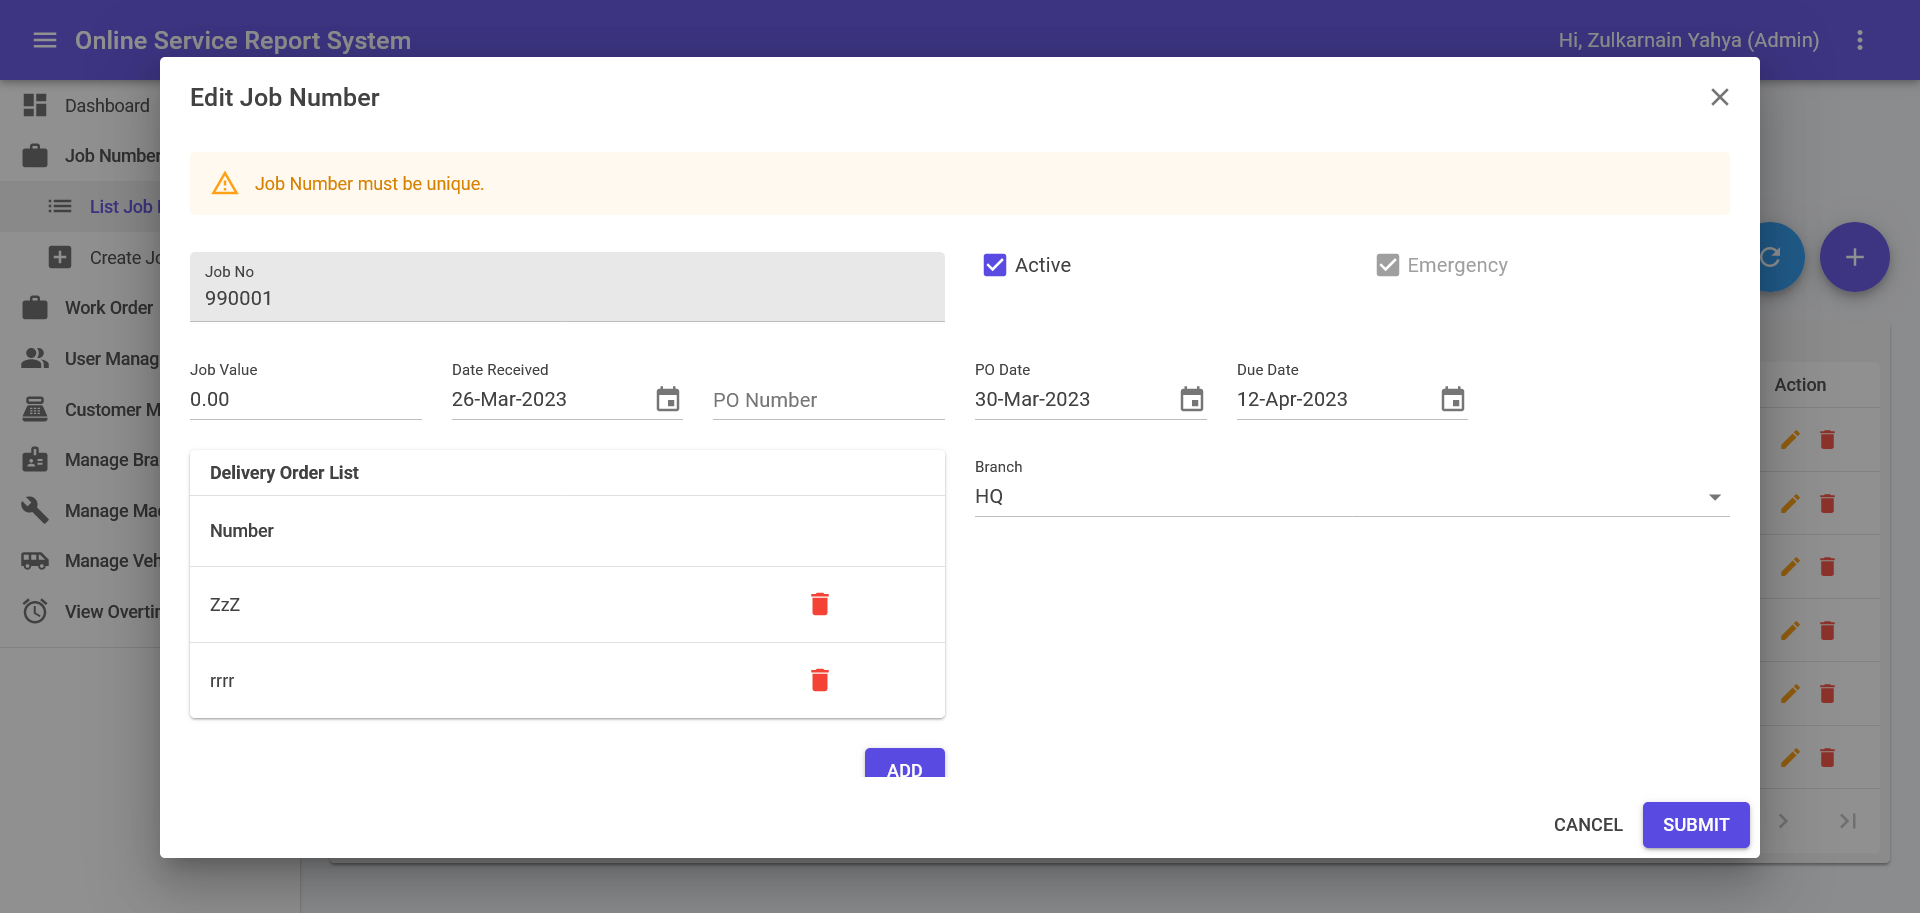 Online Service Report System
Hi, Zulkarnain Yahya (Admin)
Edit Job Number
Dashboard
Job Number
List Job
Create Jo
Work Order
User Manag
Customer M
Manage Bra
Manage Mac
Manage Veh
View Overtin
Job Number must be unique.
Job No
990001
Active
Emergency
Job Value
0.00
Date Received
26-Mar-2023
PO Number
PO Date
30-Mar-2023
Due Date
12-Apr-2023
Delivery Order List
Number
ZzZ
rrrr
ADD
Branch
HQ
Action
CANCEL
SUBMIT